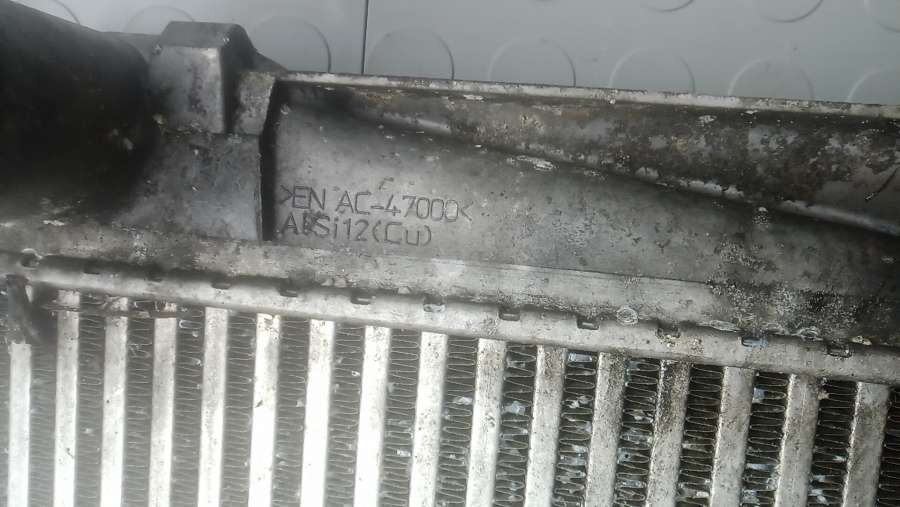 >EN AC-47000<
AlSi12(Cu)